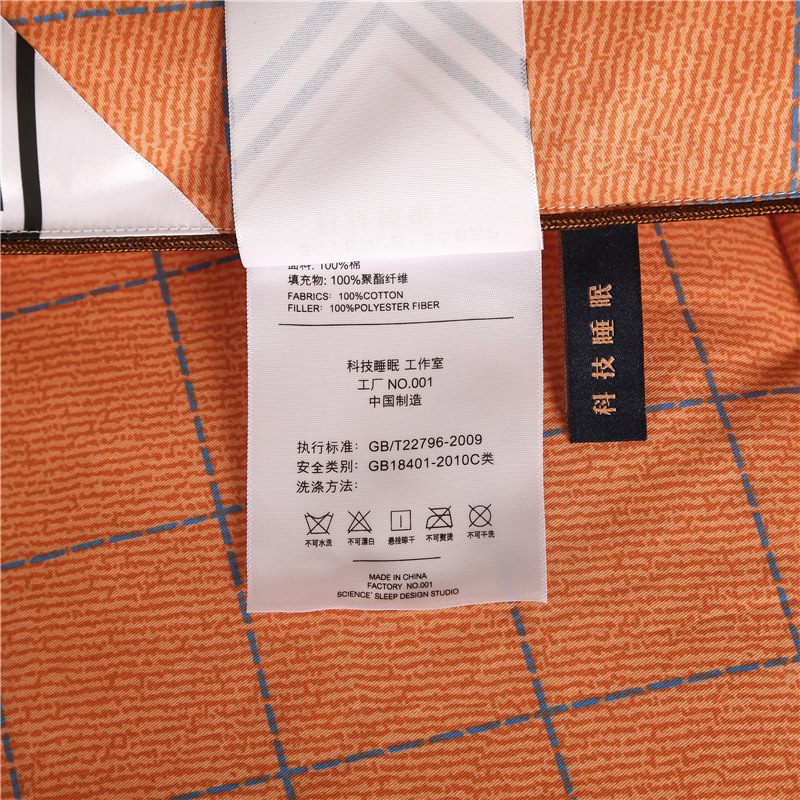 面料: 100%棉
填充物: 100%聚酯纤维
FABRICS: 100%COTTON
FILLER: 100%POLYESTER FIBER
科技睡眠 工作室
工厂 NO.001
中国制造
执行标准: GB/T22796-2009
安全类别: GB18401-2010C类
洗涤方法:
不可水洗 不可漂白 悬挂晾干 不可熨烫 不可干洗
MADE IN CHINA
FACTORY NO.001
SCIENCE' SLEEP DESIGN STUDIO
科技睡眠